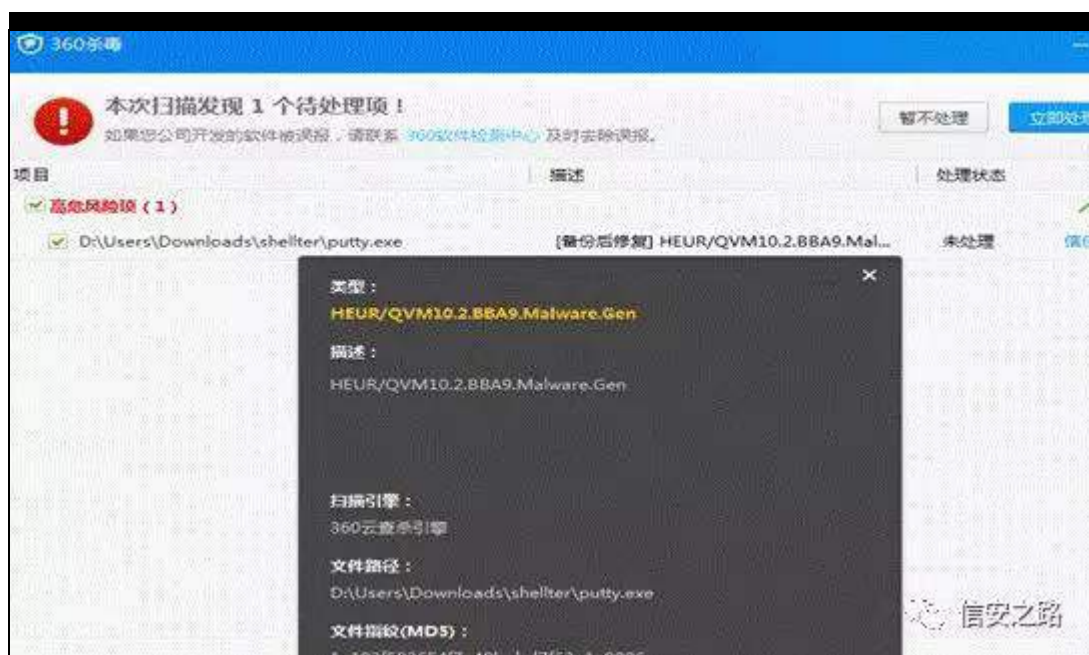 360杀毒
本次扫描发现 1 个待处理项！
如果您公司开发的软件被误报，请联系 360软件检测中心 及时去除误报。
暂不处理
立即处理
项目 描述 处理状态
高危风险项（1）
D:\Users\Downloads\shellter\putty.exe [备份后修复] HEUR/QVM10.2.BBA9.Mal... 未处理
类型：
HEUR/QVM10.2.BBA9.Malware.Gen
描述：
HEUR/QVM10.2.BBA9.Malware.Gen
扫描引擎：
360云查杀引擎
文件路径：
D:\Users\Downloads\shellter\putty.exe
文件指纹(MD5)：
信安之路